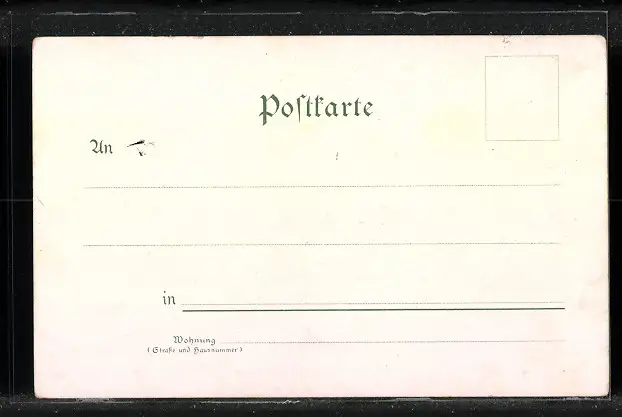 Poſtkarte
An
in
Wohnung
(Straße und Hausnummer)